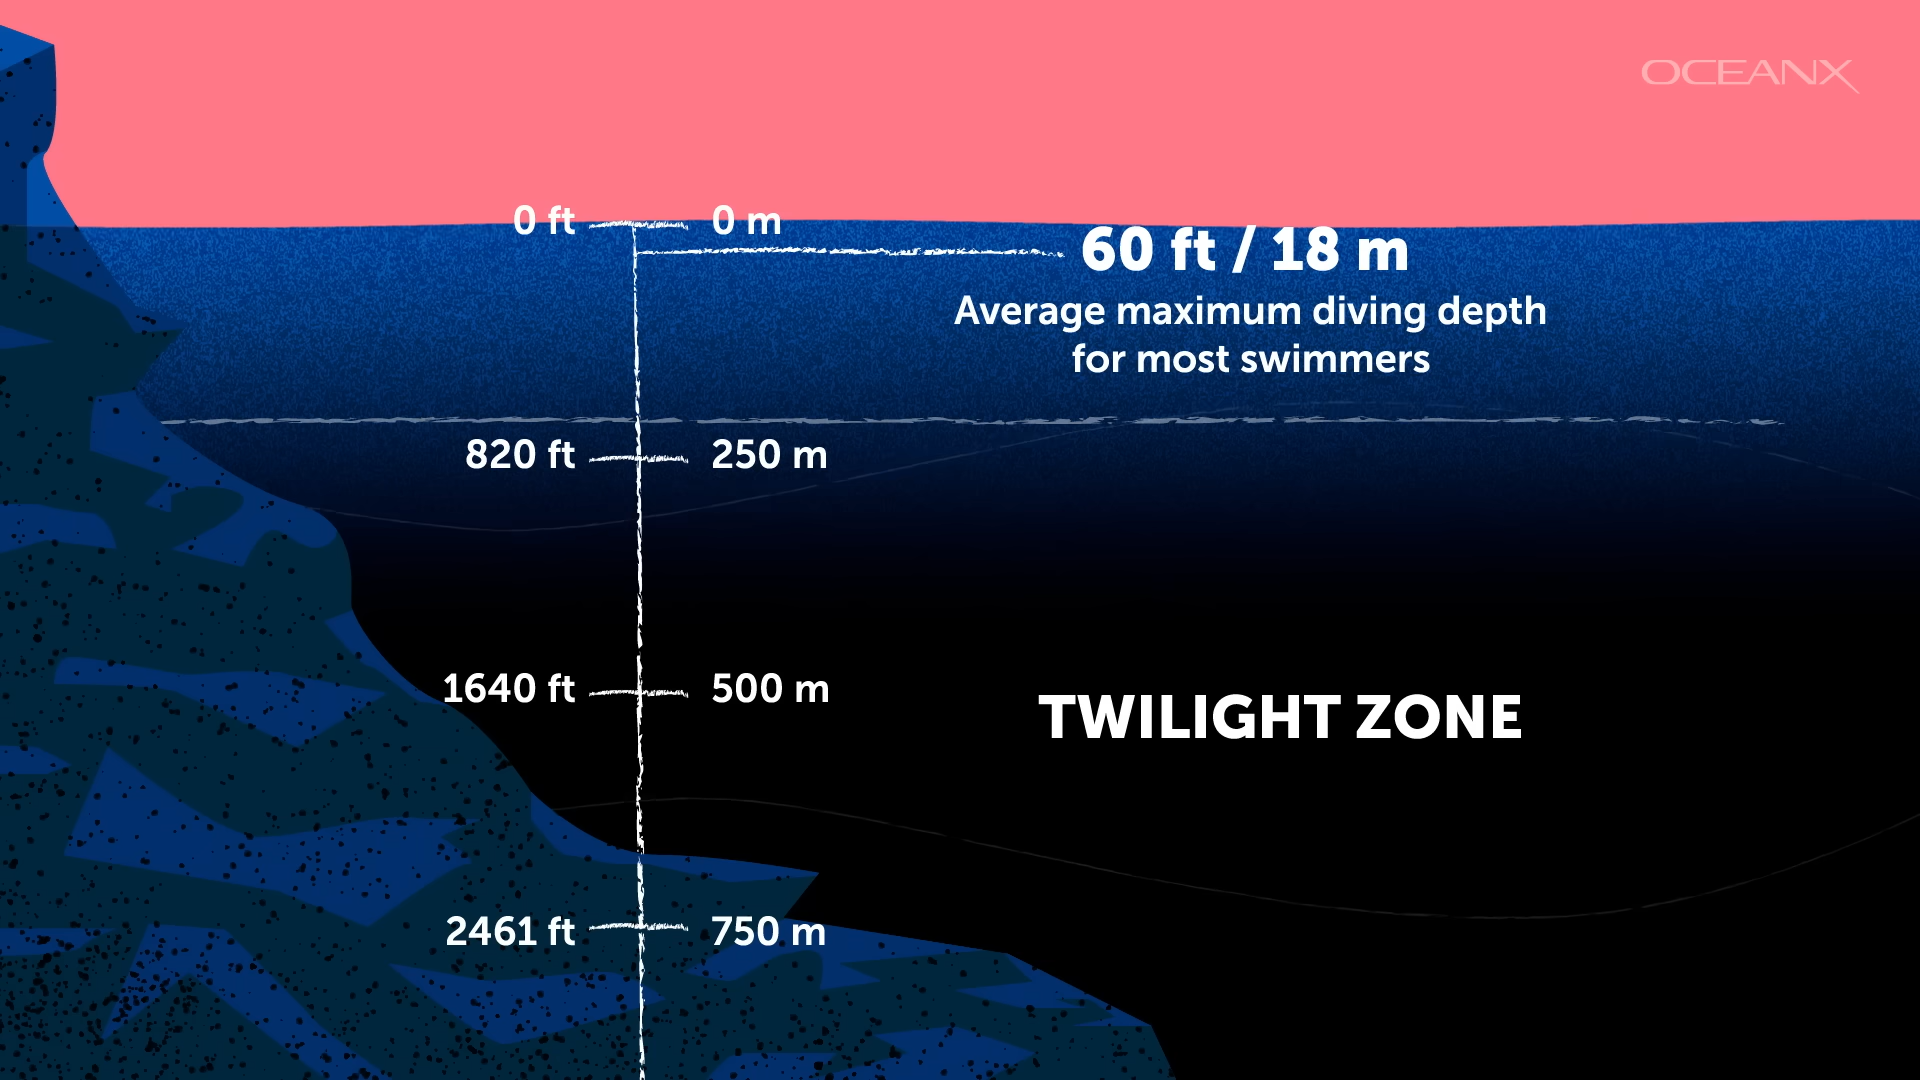 OCEANX
0 ft
0 m
60 ft / 18 m
Average maximum diving depth
for most swimmers
820 ft
250 m
1640 ft
500 m
TWILIGHT ZONE
2461 ft
750 m